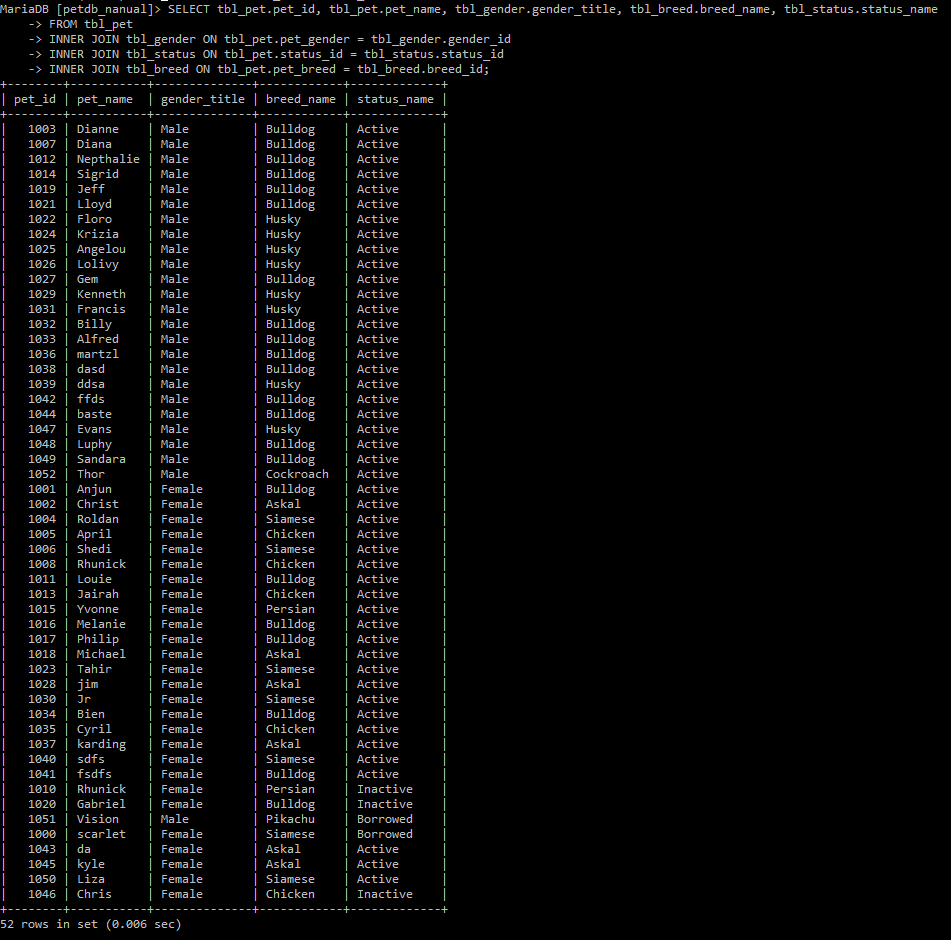 MariaDB [petdb_nanual]> SELECT tbl_pet.pet_id, tbl_pet.pet_name, tbl_gender.gender_title, tbl_breed.breed_name, tbl_status.status_name
    -> FROM tbl_pet
    -> INNER JOIN tbl_gender ON tbl_pet.pet_gender = tbl_gender.gender_id
    -> INNER JOIN tbl_status ON tbl_pet.status_id = tbl_status.status_id
    -> INNER JOIN tbl_breed ON tbl_pet.pet_breed = tbl_breed.breed_id;
+--------+-----------+--------------+------------+-------------+
| pet_id | pet_name  | gender_title | breed_name | status_name |
+--------+-----------+--------------+------------+-------------+
|   1003 | Dianne    | Male         | Bulldog    | Active      |
|   1007 | Diana     | Male         | Bulldog    | Active      |
|   1012 | Nepthalie | Male         | Bulldog    | Active      |
|   1014 | Sigrid    | Male         | Bulldog    | Active      |
|   1019 | Jeff      | Male         | Bulldog    | Active      |
|   1021 | Lloyd     | Male         | Bulldog    | Active      |
|   1022 | Floro     | Male         | Husky      | Active      |
|   1024 | Krizia    | Male         | Husky      | Active      |
|   1025 | Angelou   | Male         | Husky      | Active      |
|   1026 | Lolivy    | Male         | Husky      | Active      |
|   1027 | Gem       | Male         | Bulldog    | Active      |
|   1029 | Kenneth   | Male         | Husky      | Active      |
|   1031 | Francis   | Male         | Husky      | Active      |
|   1032 | Billy     | Male         | Bulldog    | Active      |
|   1033 | Alfred    | Male         | Bulldog    | Active      |
|   1036 | martzl    | Male         | Bulldog    | Active      |
|   1038 | dasd      | Male         | Bulldog    | Active      |
|   1039 | ddsa      | Male         | Husky      | Active      |
|   1042 | ffds      | Male         | Bulldog    | Active      |
|   1044 | baste     | Male         | Bulldog    | Active      |
|   1047 | Evans     | Male         | Husky      | Active      |
|   1048 | Luphy     | Male         | Bulldog    | Active      |
|   1049 | Sandara   | Male         | Bulldog    | Active      |
|   1052 | Thor      | Male         | Cockroach  | Active      |
|   1001 | Anjun     | Female       | Bulldog    | Active      |
|   1002 | Christ    | Female       | Askal      | Active      |
|   1004 | Roldan    | Female       | Siamese    | Active      |
|   1005 | April     | Female       | Chicken    | Active      |
|   1006 | Shedi     | Female       | Siamese    | Active      |
|   1008 | Rhunick   | Female       | Chicken    | Active      |
|   1011 | Louie     | Female       | Bulldog    | Active      |
|   1013 | Jairah    | Female       | Chicken    | Active      |
|   1015 | Yvonne    | Female       | Persian    | Active      |
|   1016 | Melanie   | Female       | Bulldog    | Active      |
|   1017 | Philip    | Female       | Bulldog    | Active      |
|   1018 | Michael   | Female       | Askal      | Active      |
|   1023 | Tahir     | Female       | Siamese    | Active      |
|   1028 | jim       | Female       | Askal      | Active      |
|   1030 | Jr        | Female       | Siamese    | Active      |
|   1034 | Bien      | Female       | Bulldog    | Active      |
|   1035 | Cyril     | Female       | Chicken    | Active      |
|   1037 | karding   | Female       | Askal      | Active      |
|   1040 | sdfs      | Female       | Siamese    | Active      |
|   1041 | fsdfs     | Female       | Bulldog    | Active      |
|   1010 | Rhunick   | Female       | Persian    | Inactive    |
|   1020 | Gabriel   | Female       | Bulldog    | Inactive    |
|   1051 | Vision    | Male         | Pikachu    | Borrowed    |
|   1000 | scarlet   | Female       | Siamese    | Borrowed    |
|   1043 | da        | Female       | Askal      | Active      |
|   1045 | kyle      | Female       | Askal      | Active      |
|   1050 | Liza      | Female       | Siamese    | Active      |
|   1046 | Chris     | Female       | Chicken    | Inactive    |
+--------+-----------+--------------+------------+-------------+
52 rows in set (0.006 sec)